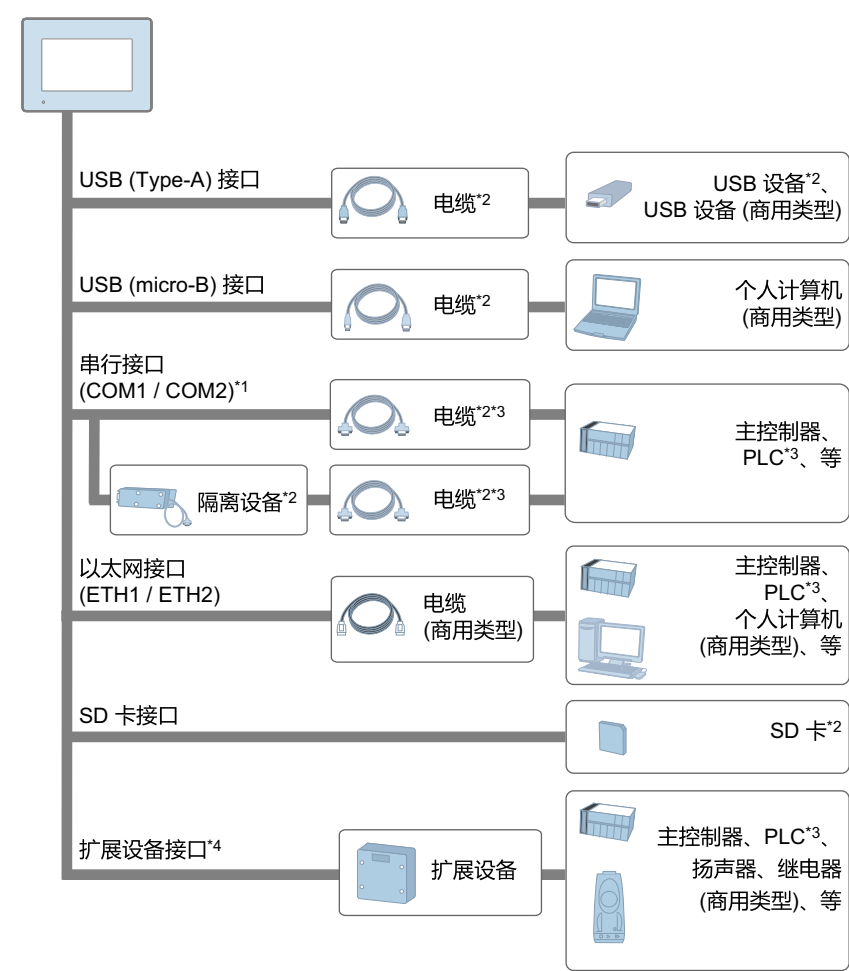 USB (Type-A) 接口
电缆*2
USB 设备*2、
USB 设备 (商用类型)
USB (micro-B) 接口
电缆*2
个人计算机
(商用类型)
串行接口
(COM1 / COM2)*1
电缆*2*3
主控制器、
PLC*3、等
隔离设备*2
电缆*2*3
以太网接口
(ETH1 / ETH2)
电缆
(商用类型)
主控制器、
PLC*3、
个人计算机
(商用类型)、等
SD 卡接口
SD 卡*2
扩展设备接口*4
扩展设备
主控制器、PLC*3、
扬声器、继电器
(商用类型)、等